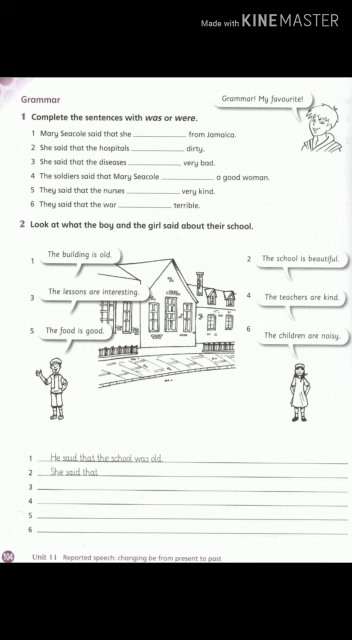 Made with KINEMASTER
Grammar
Grammar! My favourite!
1 Complete the sentences with was or were.
1 Mary Seacole said that she __________ from Jamaica.
2 She said that the hospitals __________ dirty.
3 She said that the diseases __________ very bad.
4 The soldiers said that Mary Seacole __________ a good woman.
5 They said that the nurses __________ very kind.
6 They said that the war __________ terrible.
2 Look at what the boy and the girl said about their school.
1 The building is old.
2 The school is beautiful.
3 The lessons are interesting.
4 The teachers are kind.
5 The food is good.
6 The children are noisy.
1 He said that the school was old.
2 She said that
3
4
5
6
104 Unit 11 Reported speech: changing be from present to past